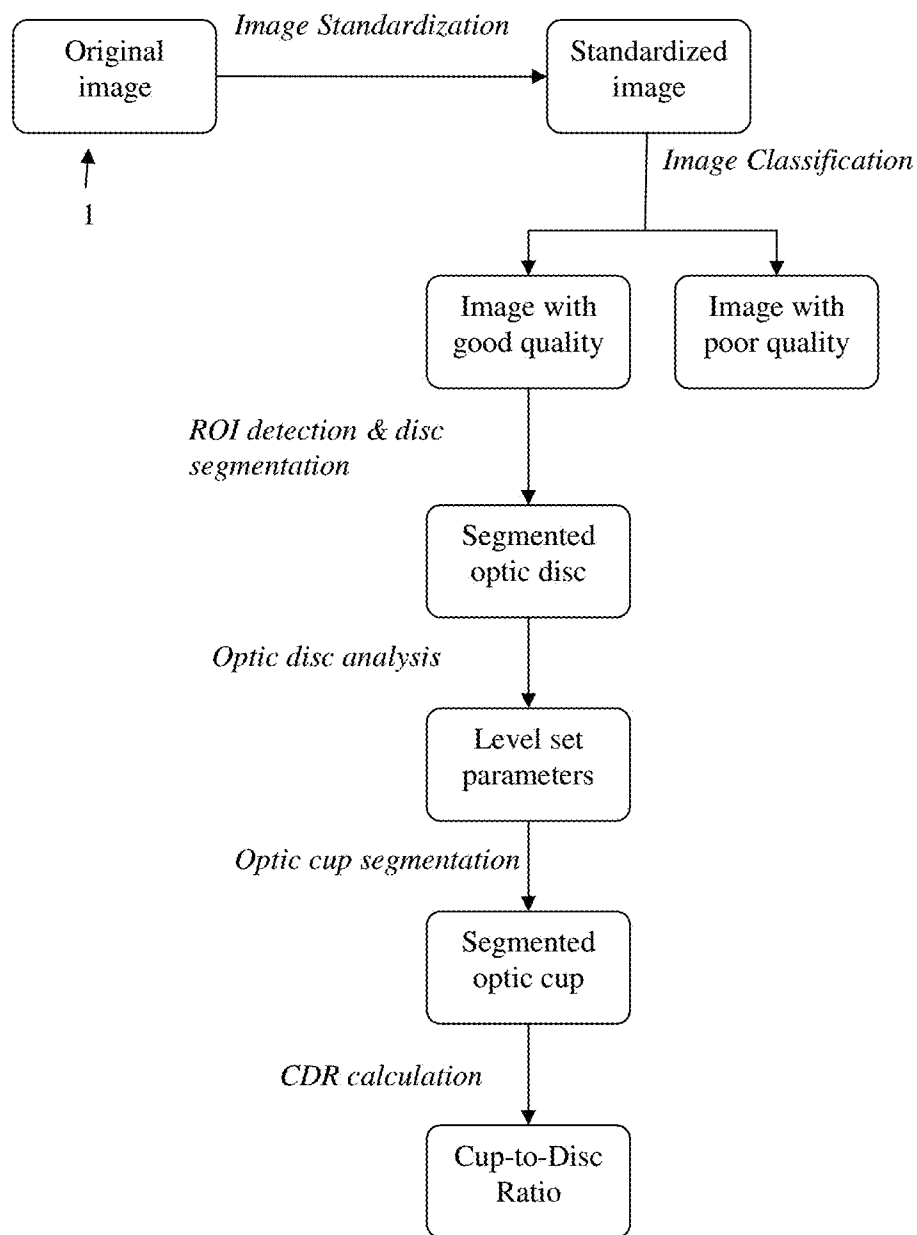 Image Standardization
Original
image
Standardized
image
Image Classification
1
Image with
good quality
Image with
poor quality
ROI detection & disc
segmentation
Segmented
optic disc
Optic disc analysis
Level set
parameters
Optic cup segmentation
Segmented
optic cup
CDR calculation
Cup-to-Disc
Ratio